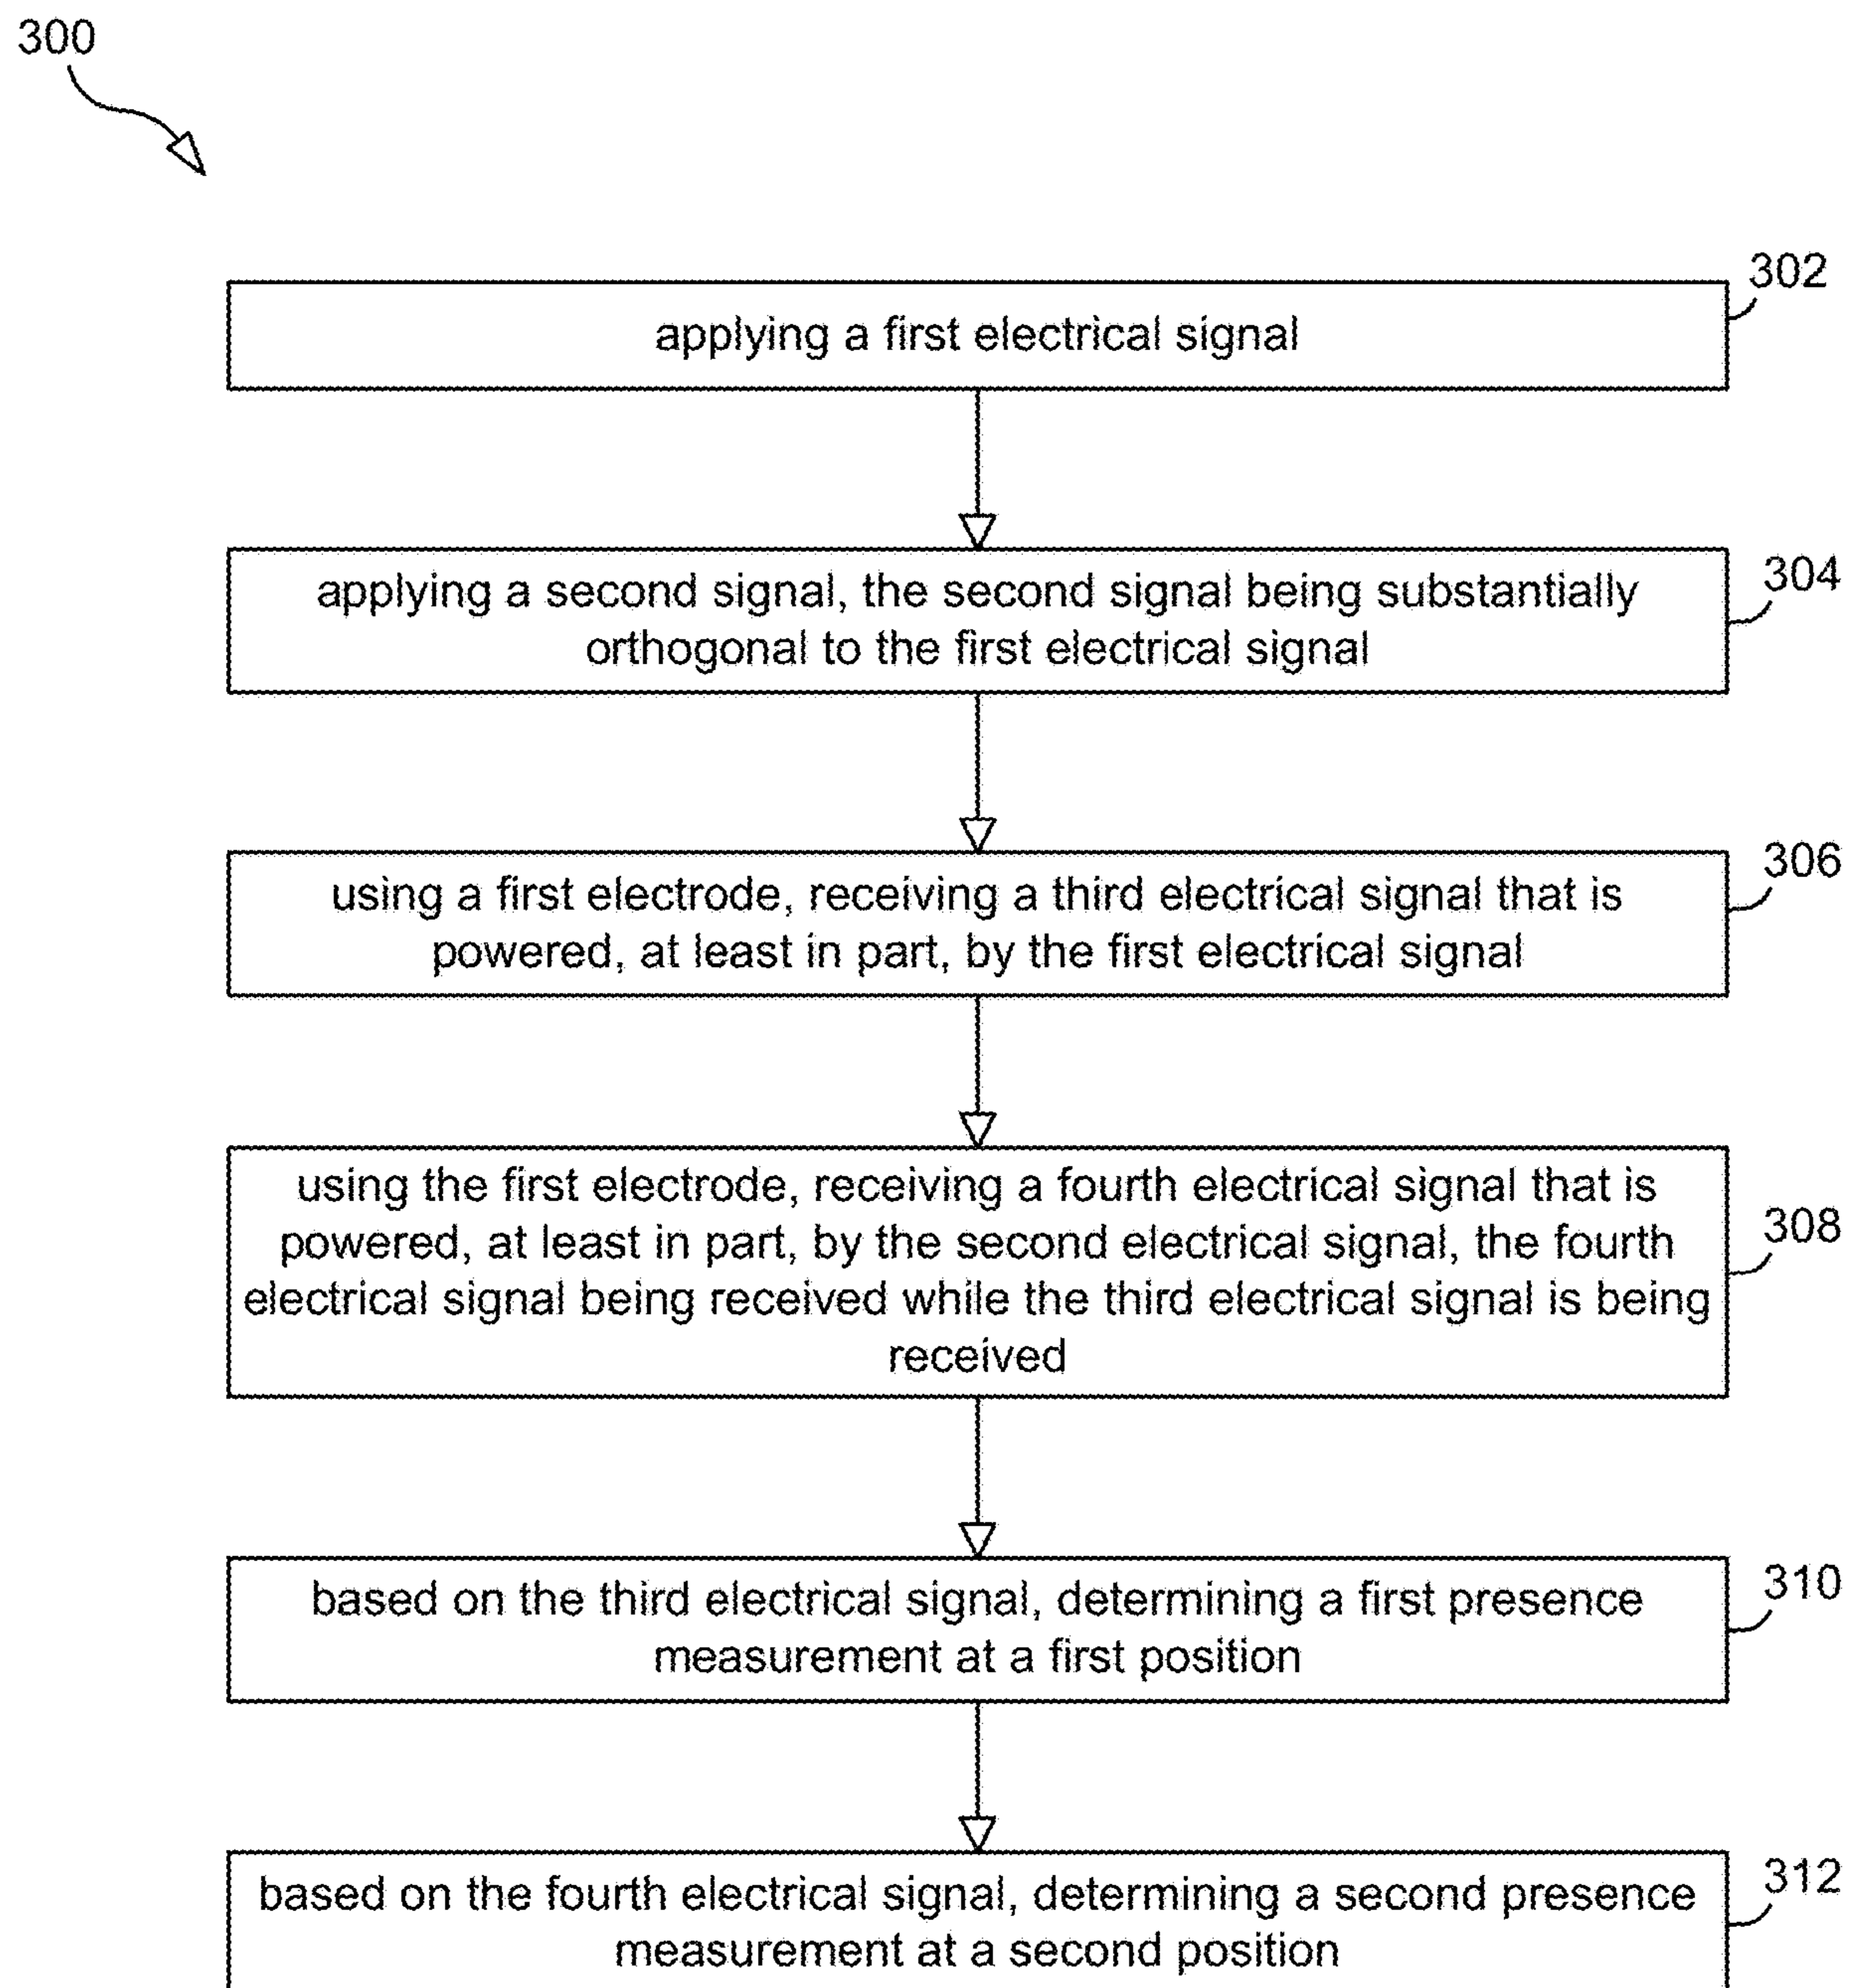 300
302
applying a first electrical signal
304
applying a second signal, the second signal being substantially
orthogonal to the first electrical signal
306
using a first electrode, receiving a third electrical signal that is
powered, at least in part, by the first electrical signal
308
using the first electrode, receiving a fourth electrical signal that is
powered, at least in part, by the second electrical signal, the fourth
electrical signal being received while the third electrical signal is being
received
310
based on the third electrical signal, determining a first presence
measurement at a first position
312
based on the fourth electrical signal, determining a second presence
measurement at a second position